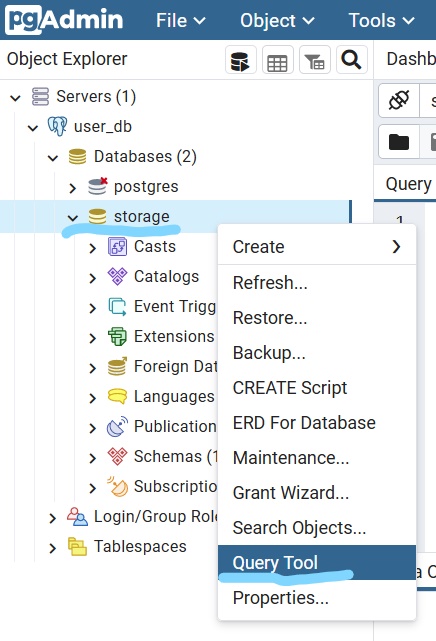 pgAdmin File Object Tools
Object Explorer Dashb
Servers (1)
user_db
Databases (2)
postgres
storage
Query
1
Casts
Catalogs
Event Trigg
Extensions
Foreign Dat
Languages
Publication
Schemas (1
Subscriptio
Login/Group Role
Tablespaces
Create
Refresh...
Restore...
Backup...
CREATE Script
ERD For Database
Maintenance...
Grant Wizard...
Search Objects...
Query Tool
Properties...
a O